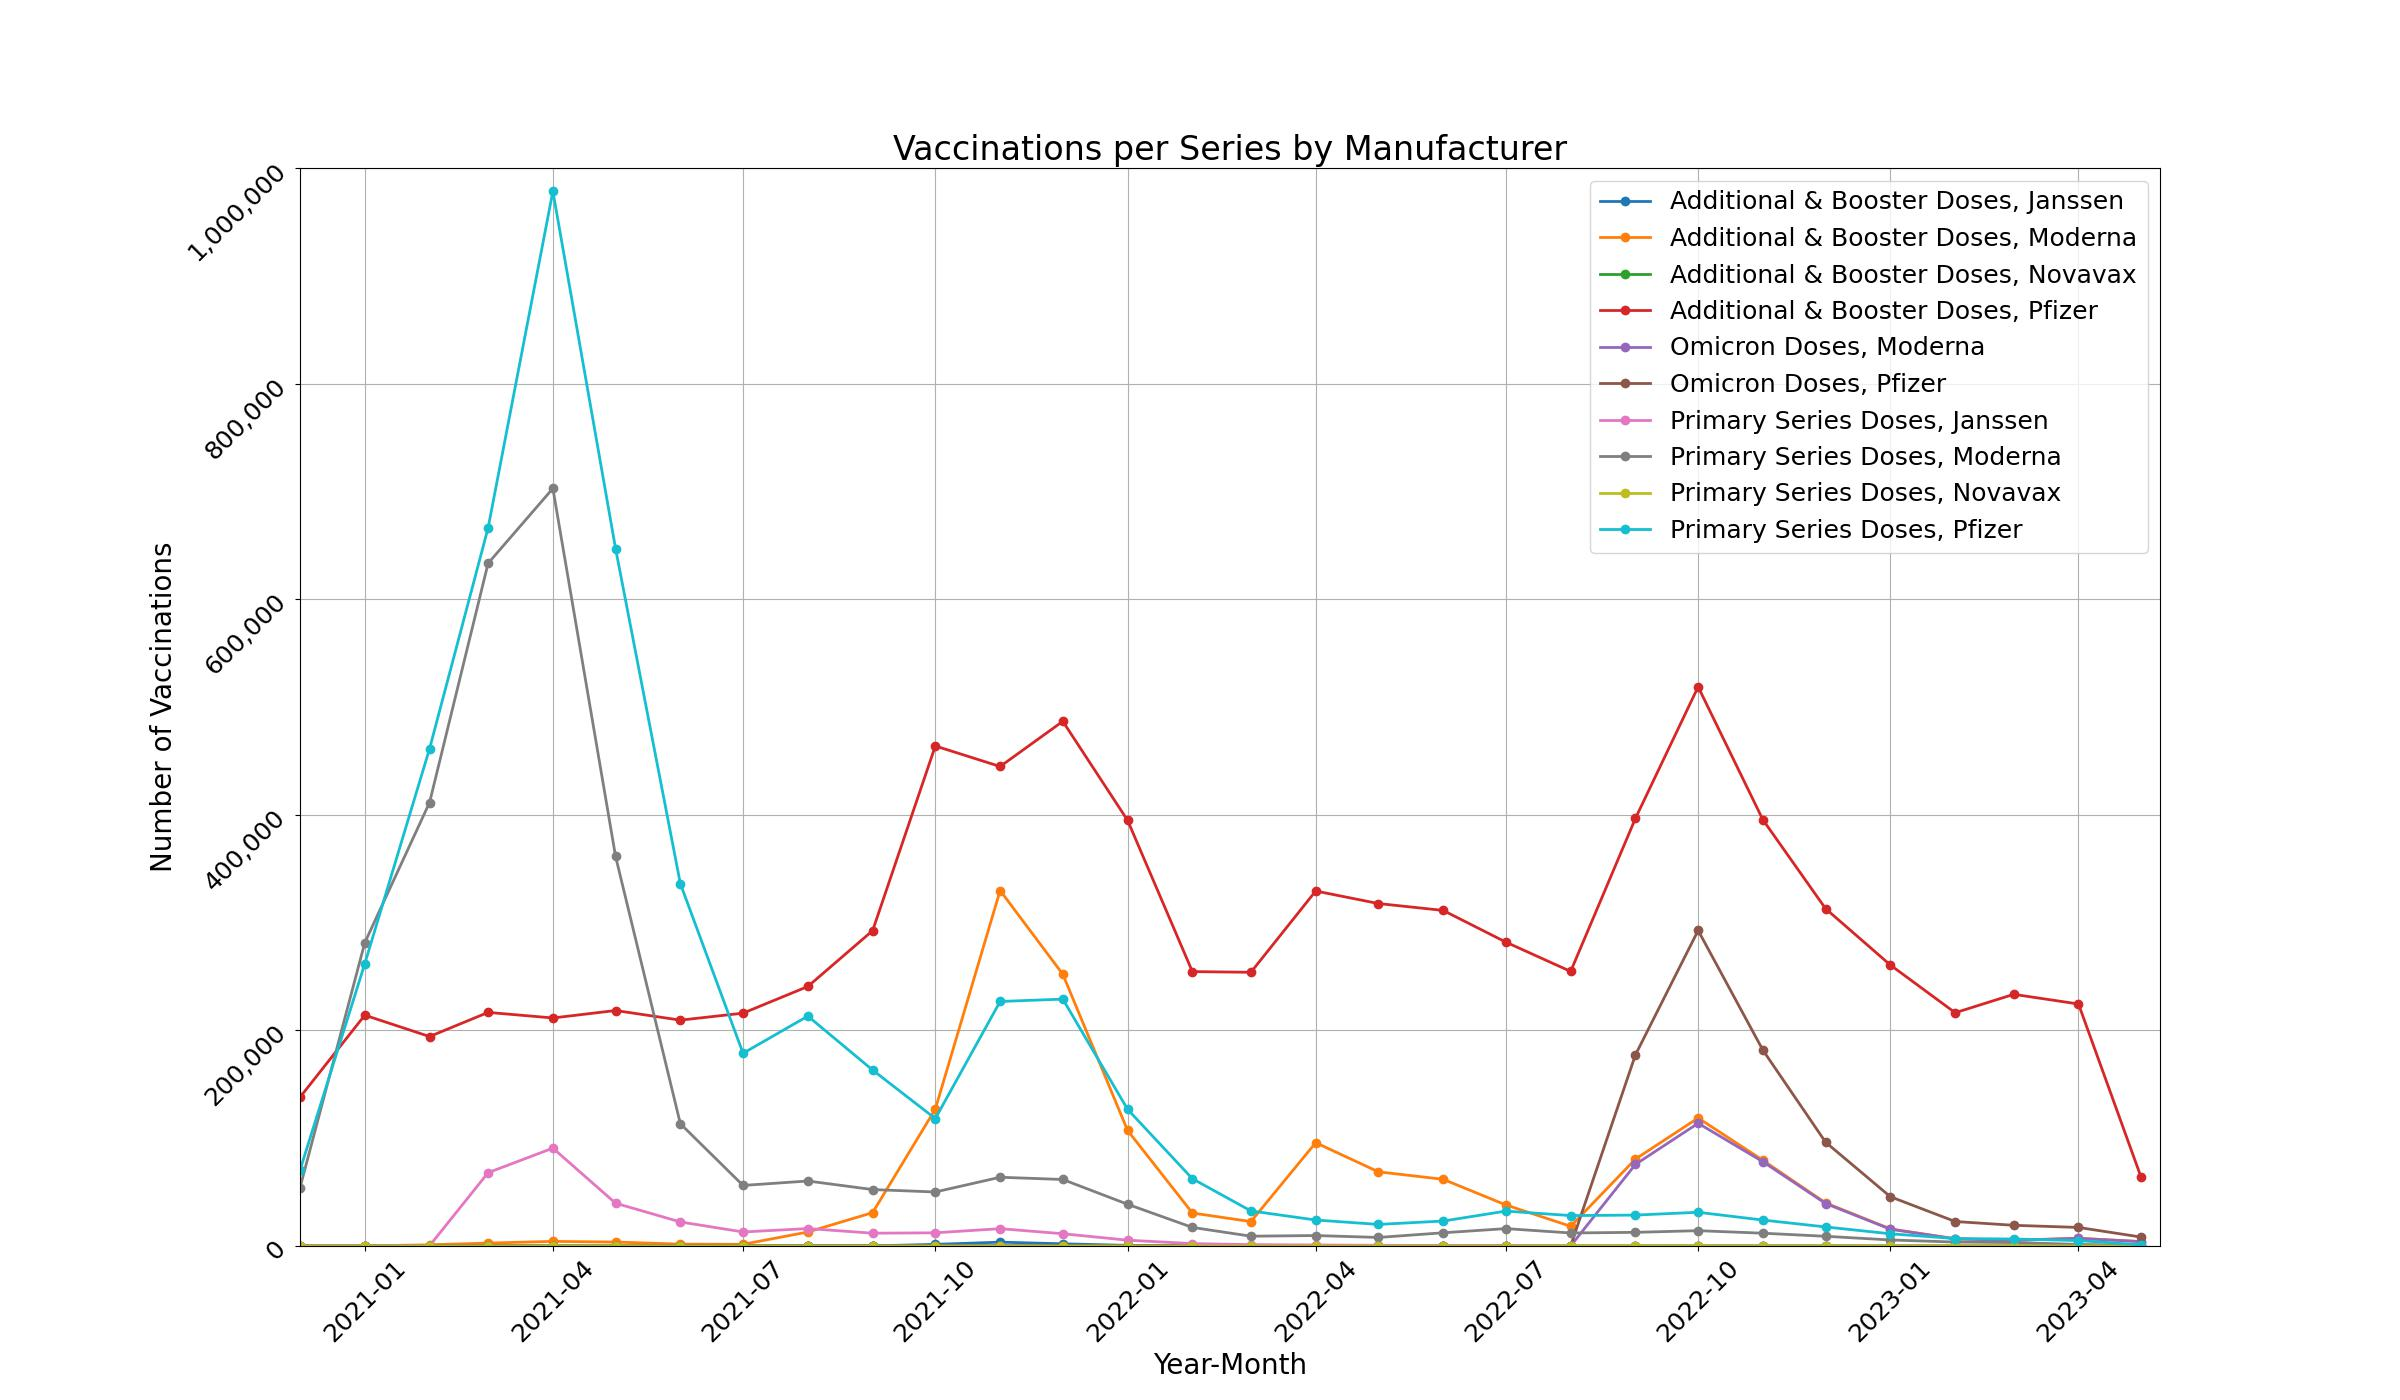 Vaccinations per Series by Manufacturer
Number of Vaccinations
1,000,000
800,000
600,000
400,000
200,000
0
Additional & Booster Doses, Janssen
Additional & Booster Doses, Moderna
Additional & Booster Doses, Novavax
Additional & Booster Doses, Pfizer
Omicron Doses, Moderna
Omicron Doses, Pfizer
Primary Series Doses, Janssen
Primary Series Doses, Moderna
Primary Series Doses, Novavax
Primary Series Doses, Pfizer
2021-01
2021-04
2021-07
2021-10
2022-01
2022-04
2022-07
2022-10
2023-01
2023-04
Year-Month